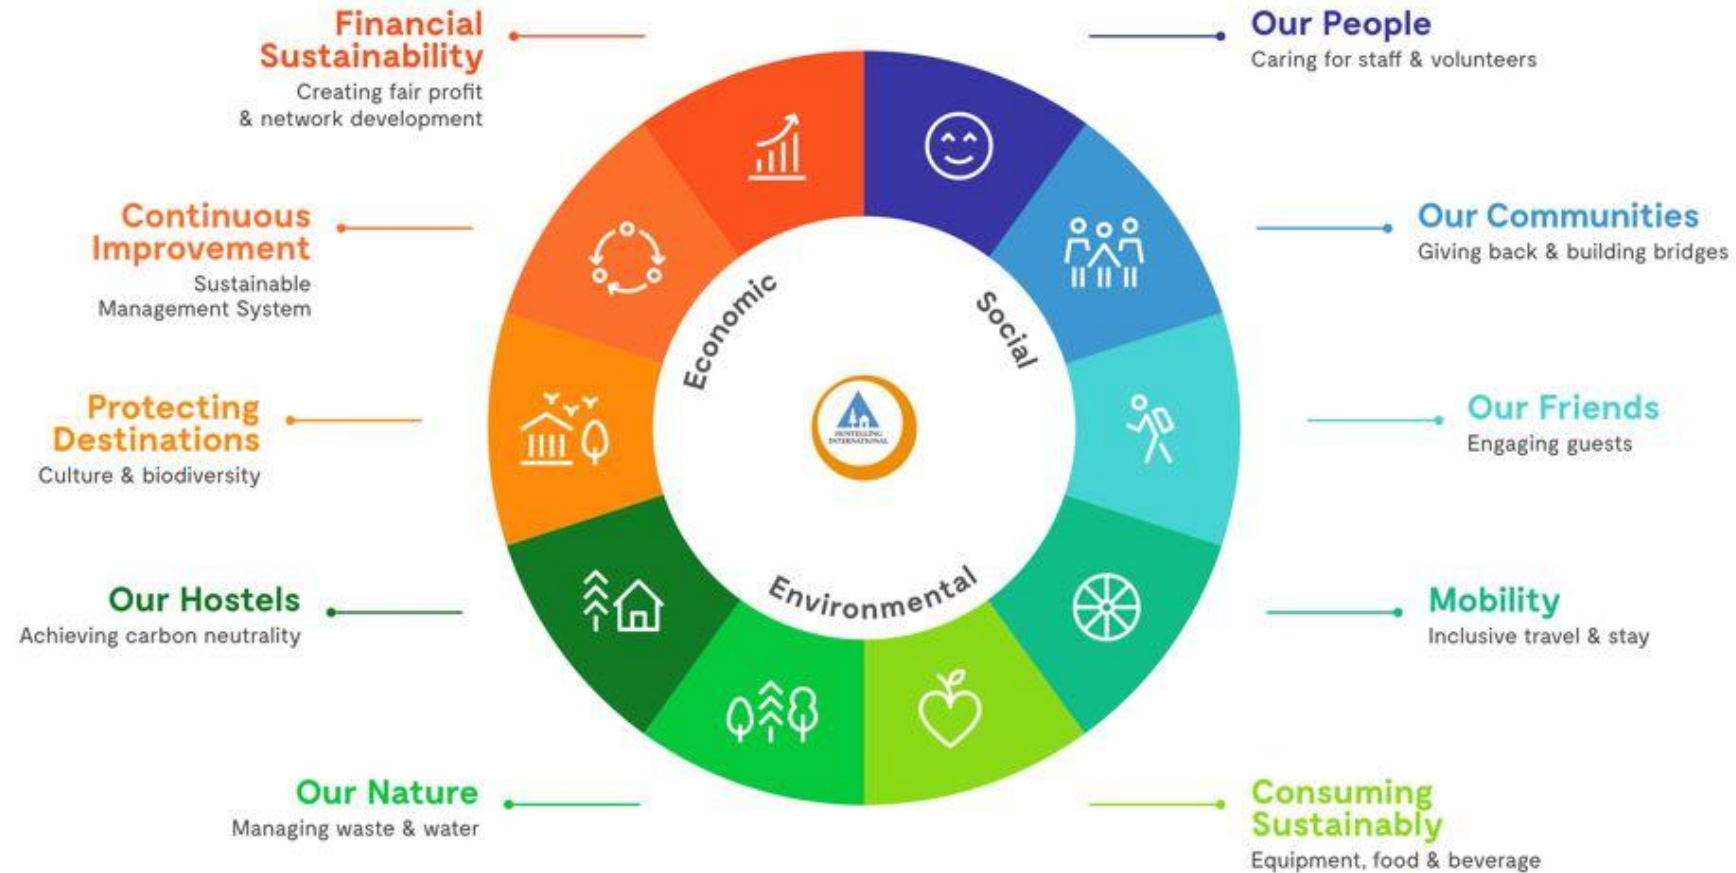 Financial
Sustainability
Creating fair profit
& network development
Continuous
Improvement
Sustainable
Management System
Protecting
Destinations
Culture & biodiversity
Our Hostels
Achieving carbon neutrality
Our Nature
Managing waste & water
Economic
Social
Environmental
HOSTELLING
INTERNATIONAL
Our People
Caring for staff & volunteers
Our Communities
Giving back & building bridges
Our Friends
Engaging guests
Mobility
Inclusive travel & stay
Consuming
Sustainably
Equipment, food & beverage